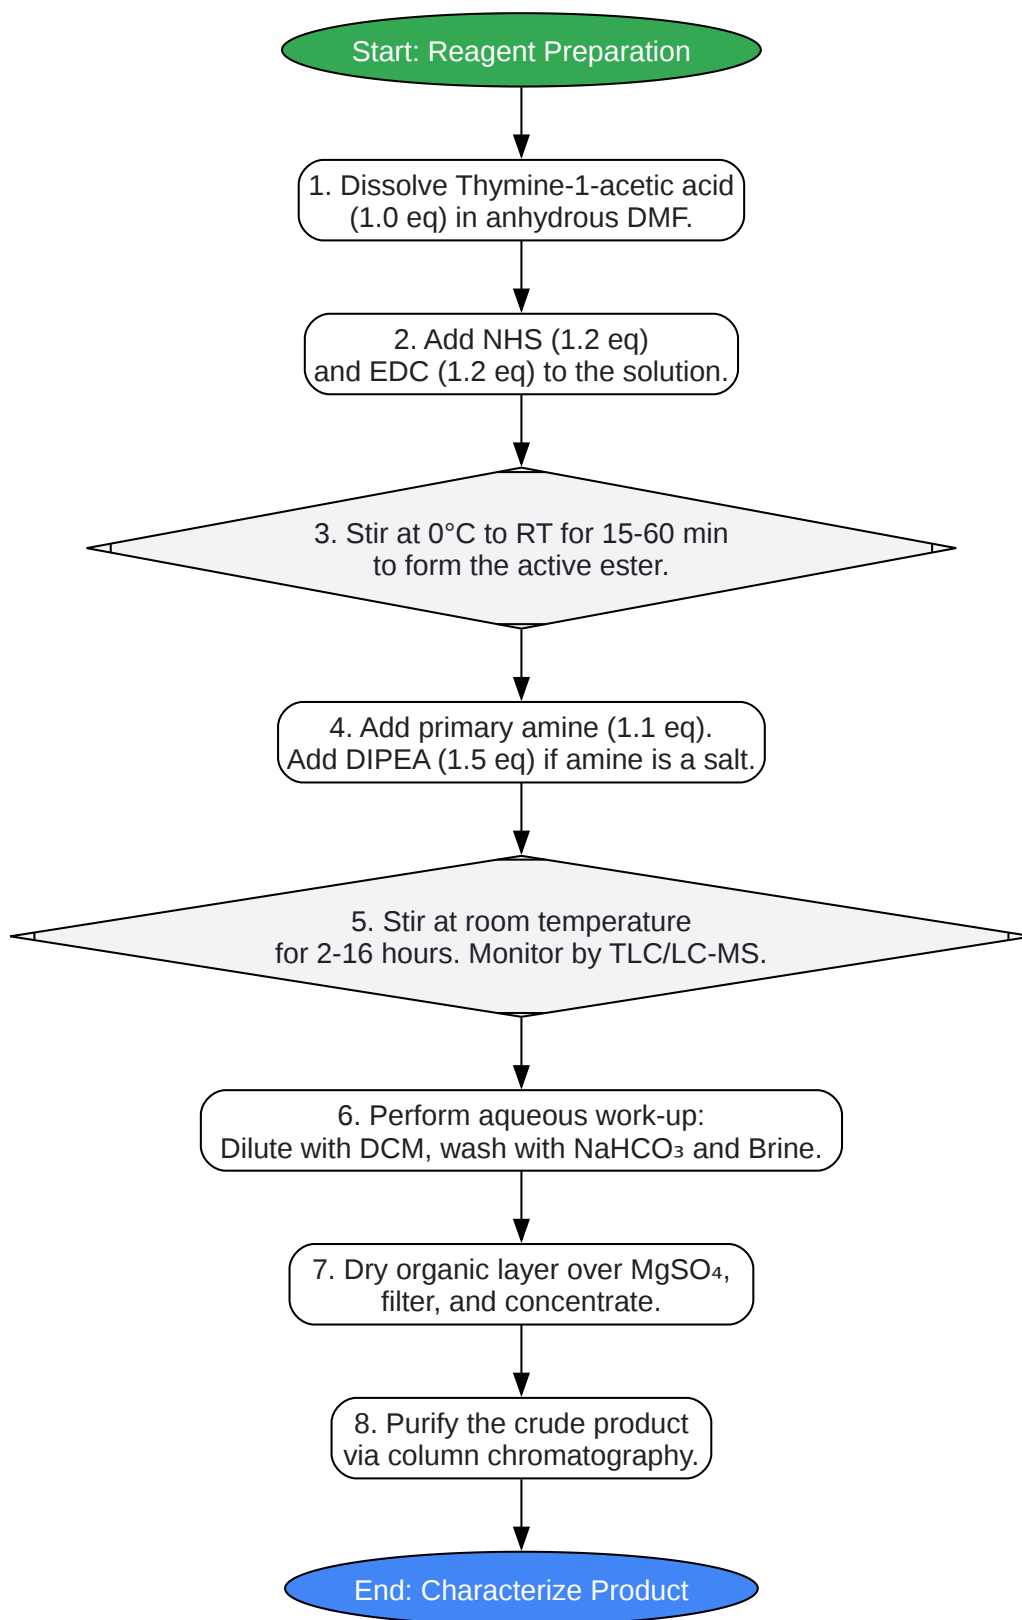 Start: Reagent Preparation
1. Dissolve Thymine-1-acetic acid
(1.0 eq) in anhydrous DMF.
2. Add NHS (1.2 eq)
and EDC (1.2 eq) to the solution.
3. Stir at 0°C to RT for 15-60 min
to form the active ester.
4. Add primary amine (1.1 eq).
Add DIPEA (1.5 eq) if amine is a salt.
5. Stir at room temperature
for 2-16 hours. Monitor by TLC/LC-MS.
6. Perform aqueous work-up:
Dilute with DCM, wash with NaHCO₃ and Brine.
7. Dry organic layer over MgSO₄,
filter, and concentrate.
8. Purify the crude product
via column chromatography.
End: Characterize Product